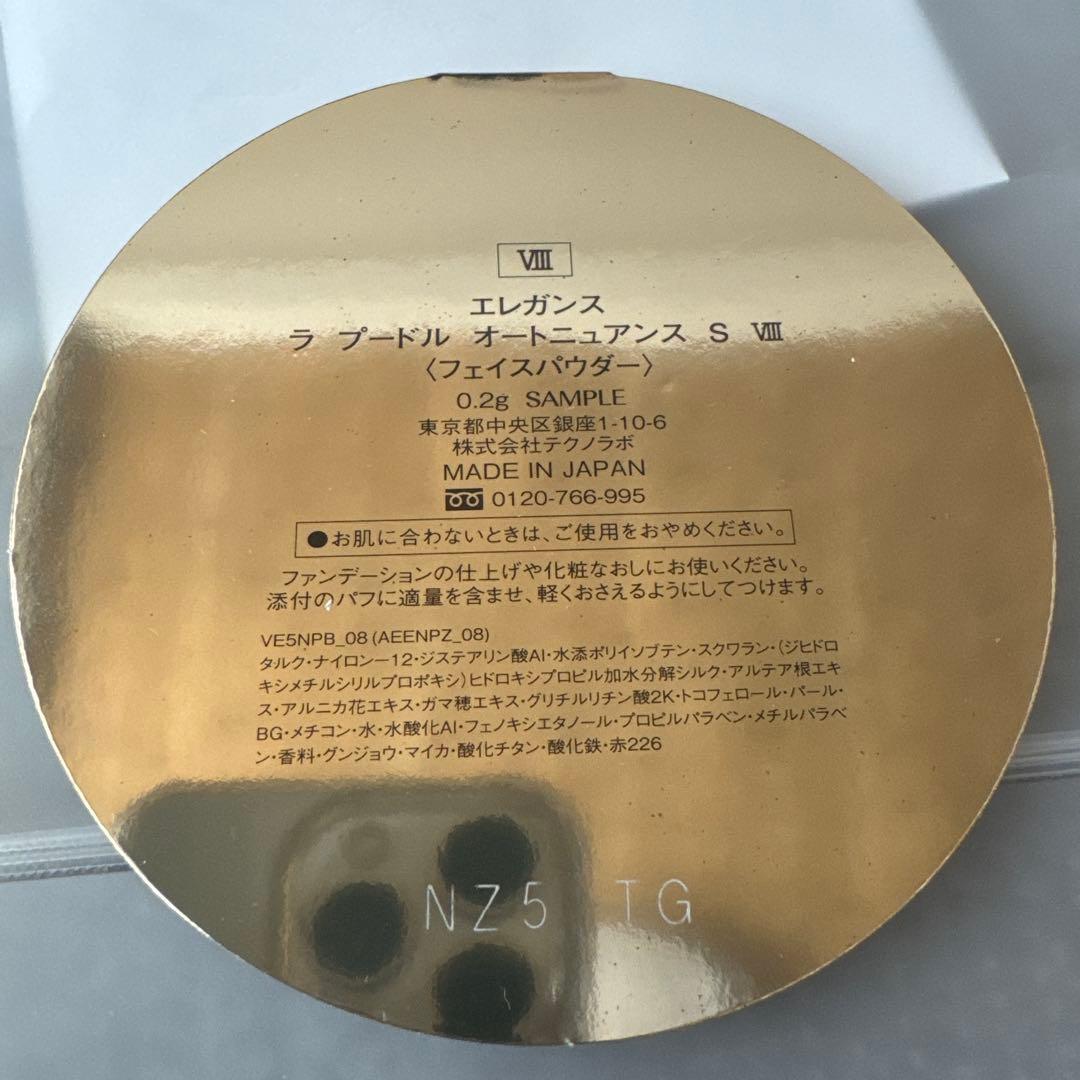 Ⅷ
エレガンス
ラ プードル オートニュアンス S Ⅷ
〈フェイスパウダー〉
0.2g SAMPLE
東京都中央区銀座1-10-6
株式会社テクノラボ
MADE IN JAPAN
0120-766-995
●お肌に合わないときは、ご使用をおやめください。
ファンデーションの仕上げや化粧なおしにお使いください。
添付のパフに適量を含ませ、軽くおさえるようにしてつけます。
VE5NPB_08(AEENPZ_08)
タルク・ナイロン−12・ジステアリン酸Al・水添ポリイソブテン・スクワラン・(ジヒドロ
キシメチルシリルプロポキシ)ヒドロキシプロピル加水分解シルク・アルテア根エキ
ス・アルニカ花エキス・ガマ穂エキス・グリチルリチン酸2K・トコフェロール・パール・
BG・メチコン・水・水酸化Al・フェノキシエタノール・プロピルパラベン・メチルパラベ
ン・香料・グンジョウ・マイカ・酸化チタン・酸化鉄・赤226
NZ5 TG